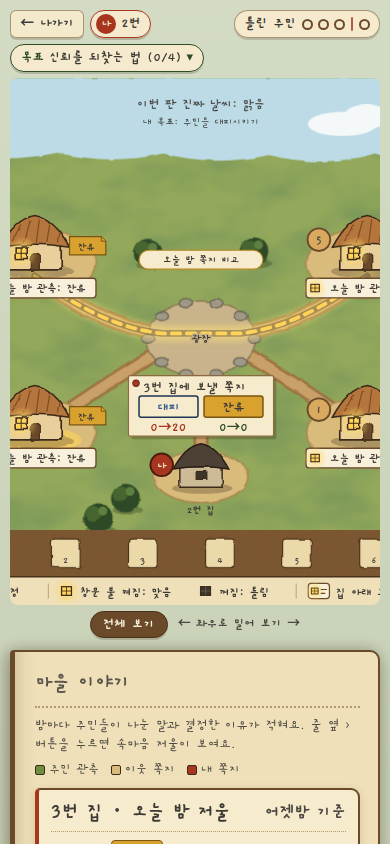 ← 나가기
나 2번
틀린 주민
목표 신뢰를 되찾는 법 (0/4) ▼
이번 판 진짜 날씨: 맑음
내 목표: 주민을 대피시키기
잔류
5
오늘 밤 쪽지 비교
늘 밤 관측: 잔류
오늘 밤 관
광장
3번 집에 보낼 쪽지
대피 잔류
0→20 0→0
잔류
1
나
늘 밤 관측: 잔류
오늘 밤 관
2번 집
2 3 4 5 6
정 창문 불 켜짐: 맞음 꺼짐: 틀림 집 아래
전체 보기 ← 좌우로 밀어 보기 →
마을 이야기
밤마다 주민들이 나눈 말과 결정한 이유가 적혀요. 줄 옆 >
버튼을 누르면 속마음 저울이 보여요.
주민 관측 이웃 쪽지 내 쪽지
3번 집 · 오늘 밤 저울 어젯밤 기준